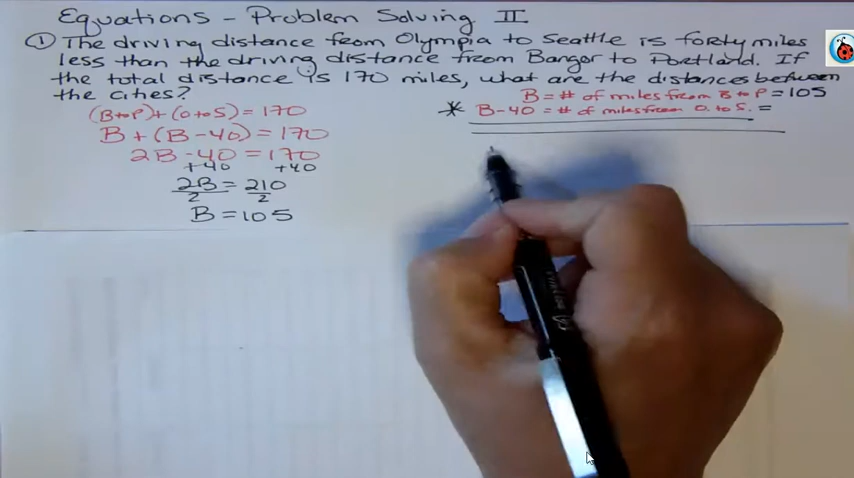 Equations - Problem Solving II
① The driving distance from Olympia to Seattle is forty miles
less than the driving distance from Bangor to Portland. If
the total distance is 170 miles, what are the distances between
the cities?
B = # of miles from B to P = 105
* B-40 = # of miles from O. to S. =
(B to P) + (O to S) = 170
B + (B - 40) = 170
2B - 40 = 170
+40 +40
2B = 210
2 2
B = 105